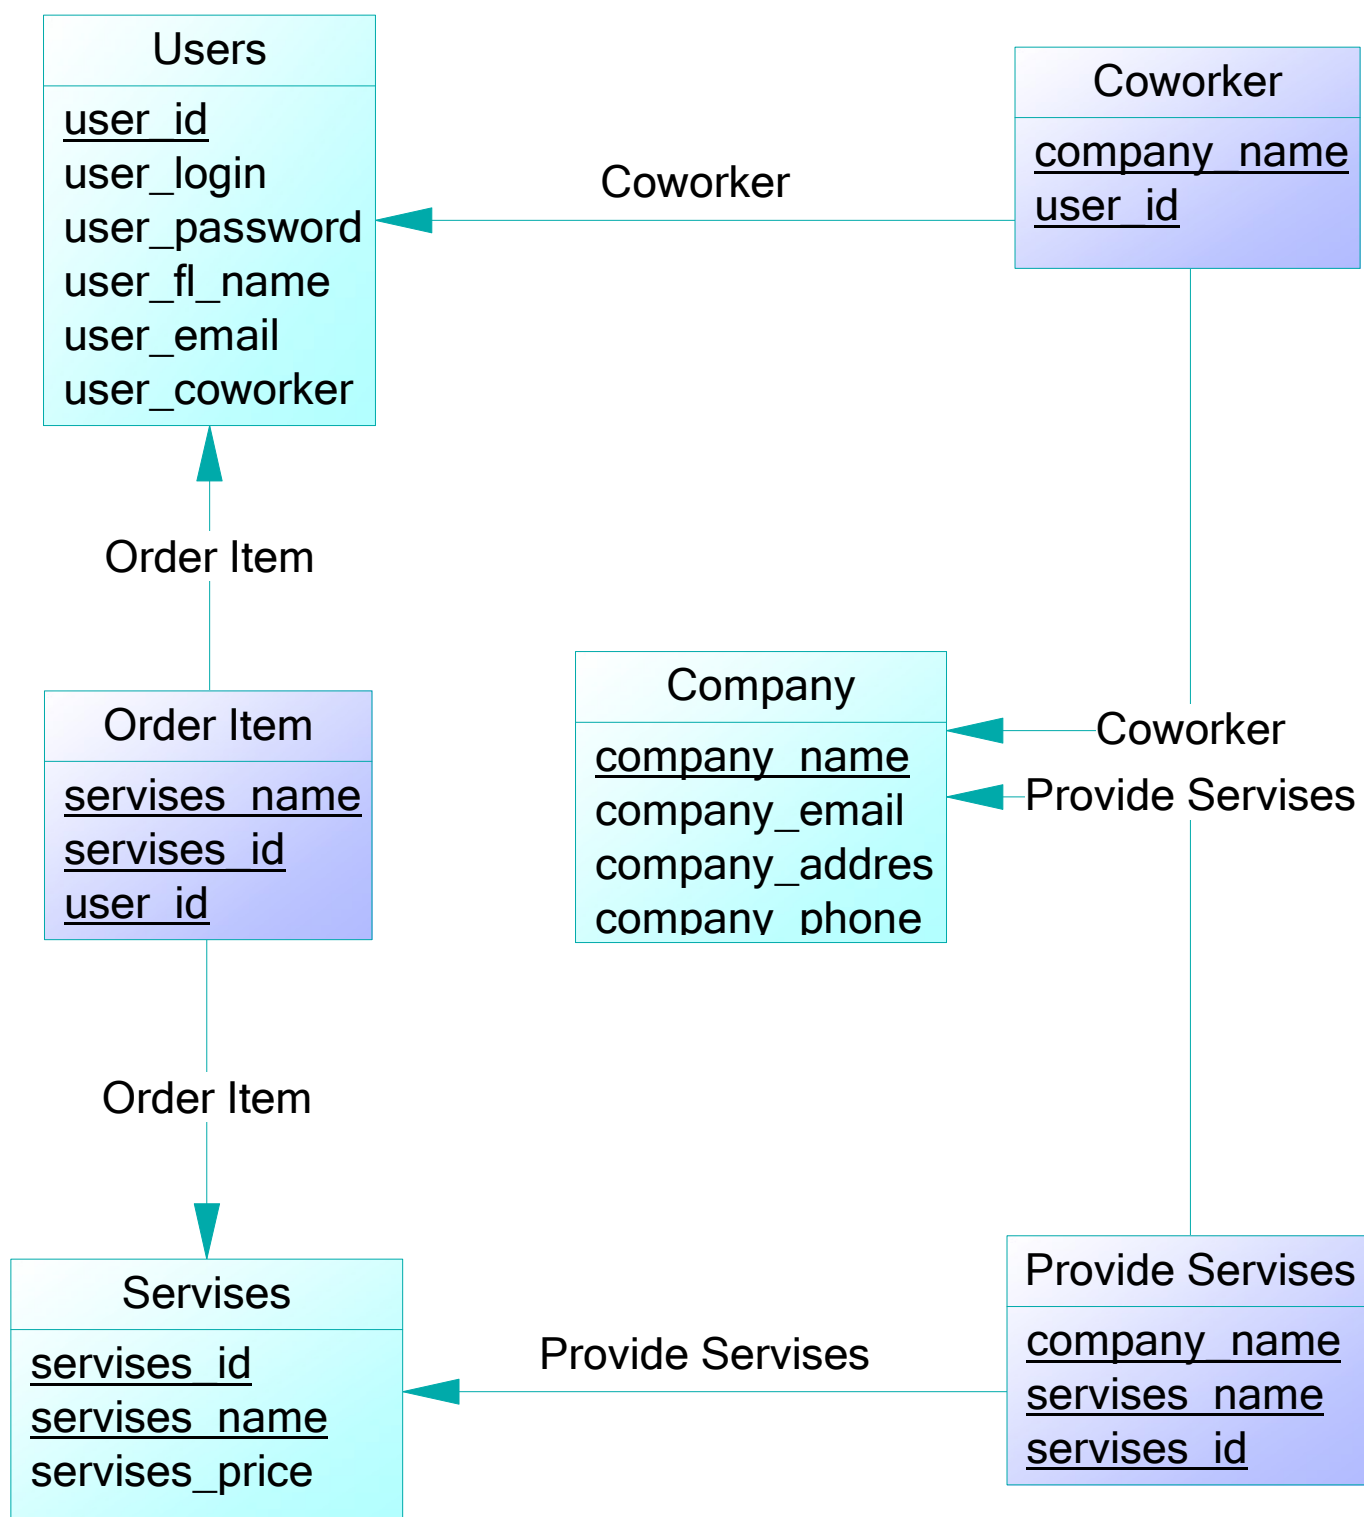 Users
user_id
user_login
user_password
user_fl_name
user_email
user_coworker
Coworker
Coworker
company_name
user_id
Order Item
Order Item
servises_name
servises_id
user_id
Company
company_name
company_email
company_addres
company_phone
Coworker
Provide Servises
Order Item
Servises
servises_id
servises_name
servises_price
Provide Servises
Provide Servises
company_name
servises_name
servises_id